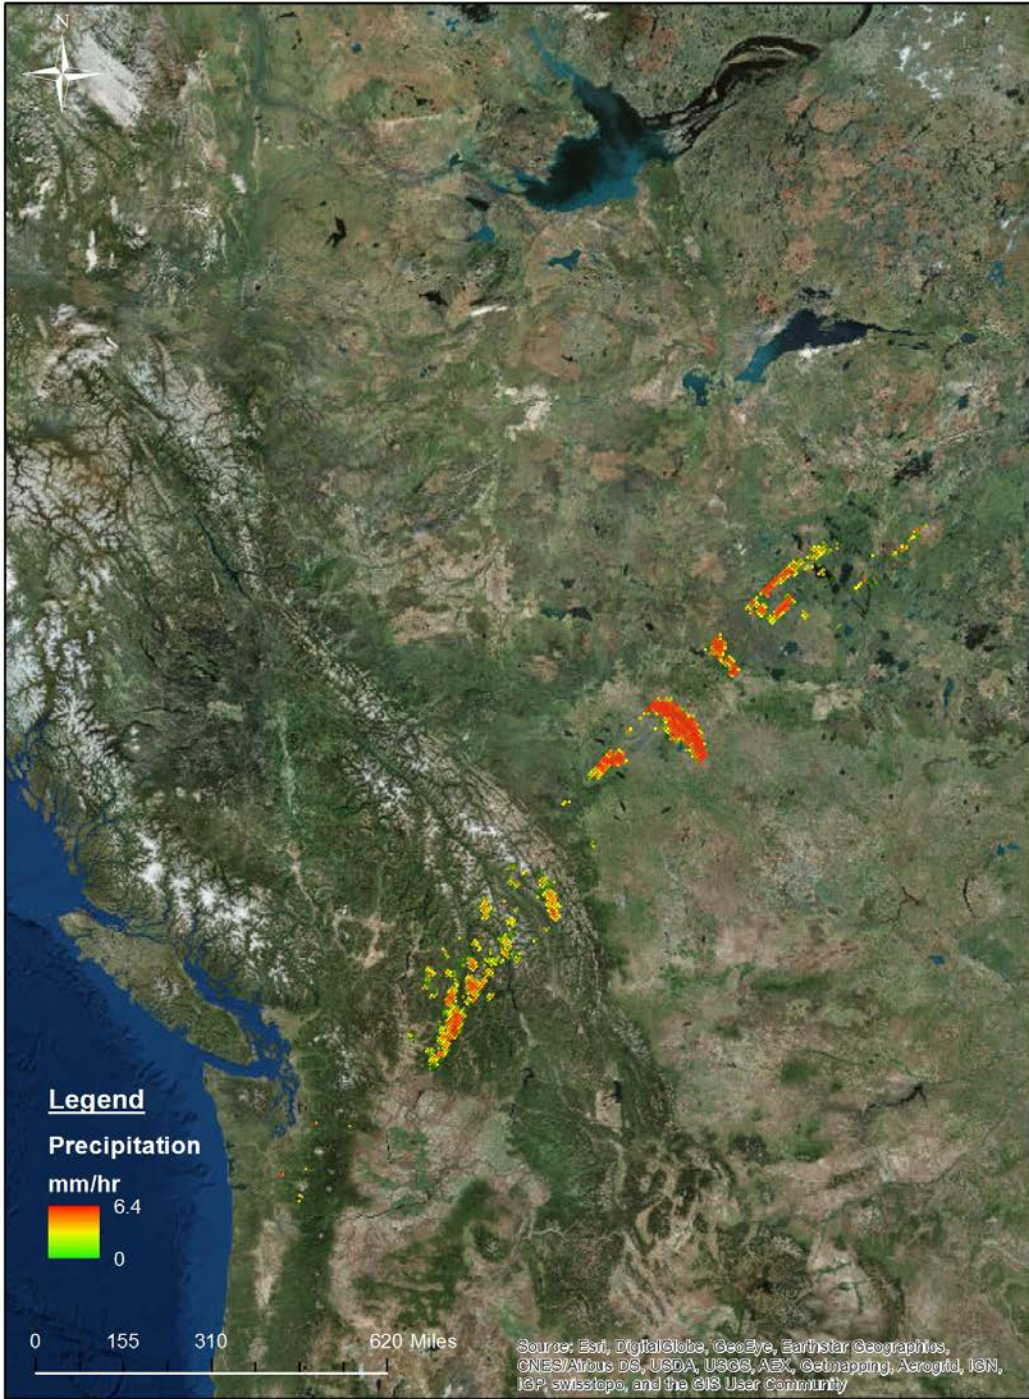 N
Legend
Precipitation
mm/hr
6.4
0
0 155 310 620 Miles
Source: Esri, DigitalGlobe, GeoEye, Earthstar Geographics,
CNES/Airbus DS, USDA, USGS, AEX, Getmapping, Aerogrid, IGN,
IGP, swisstopo, and the GIS User Community